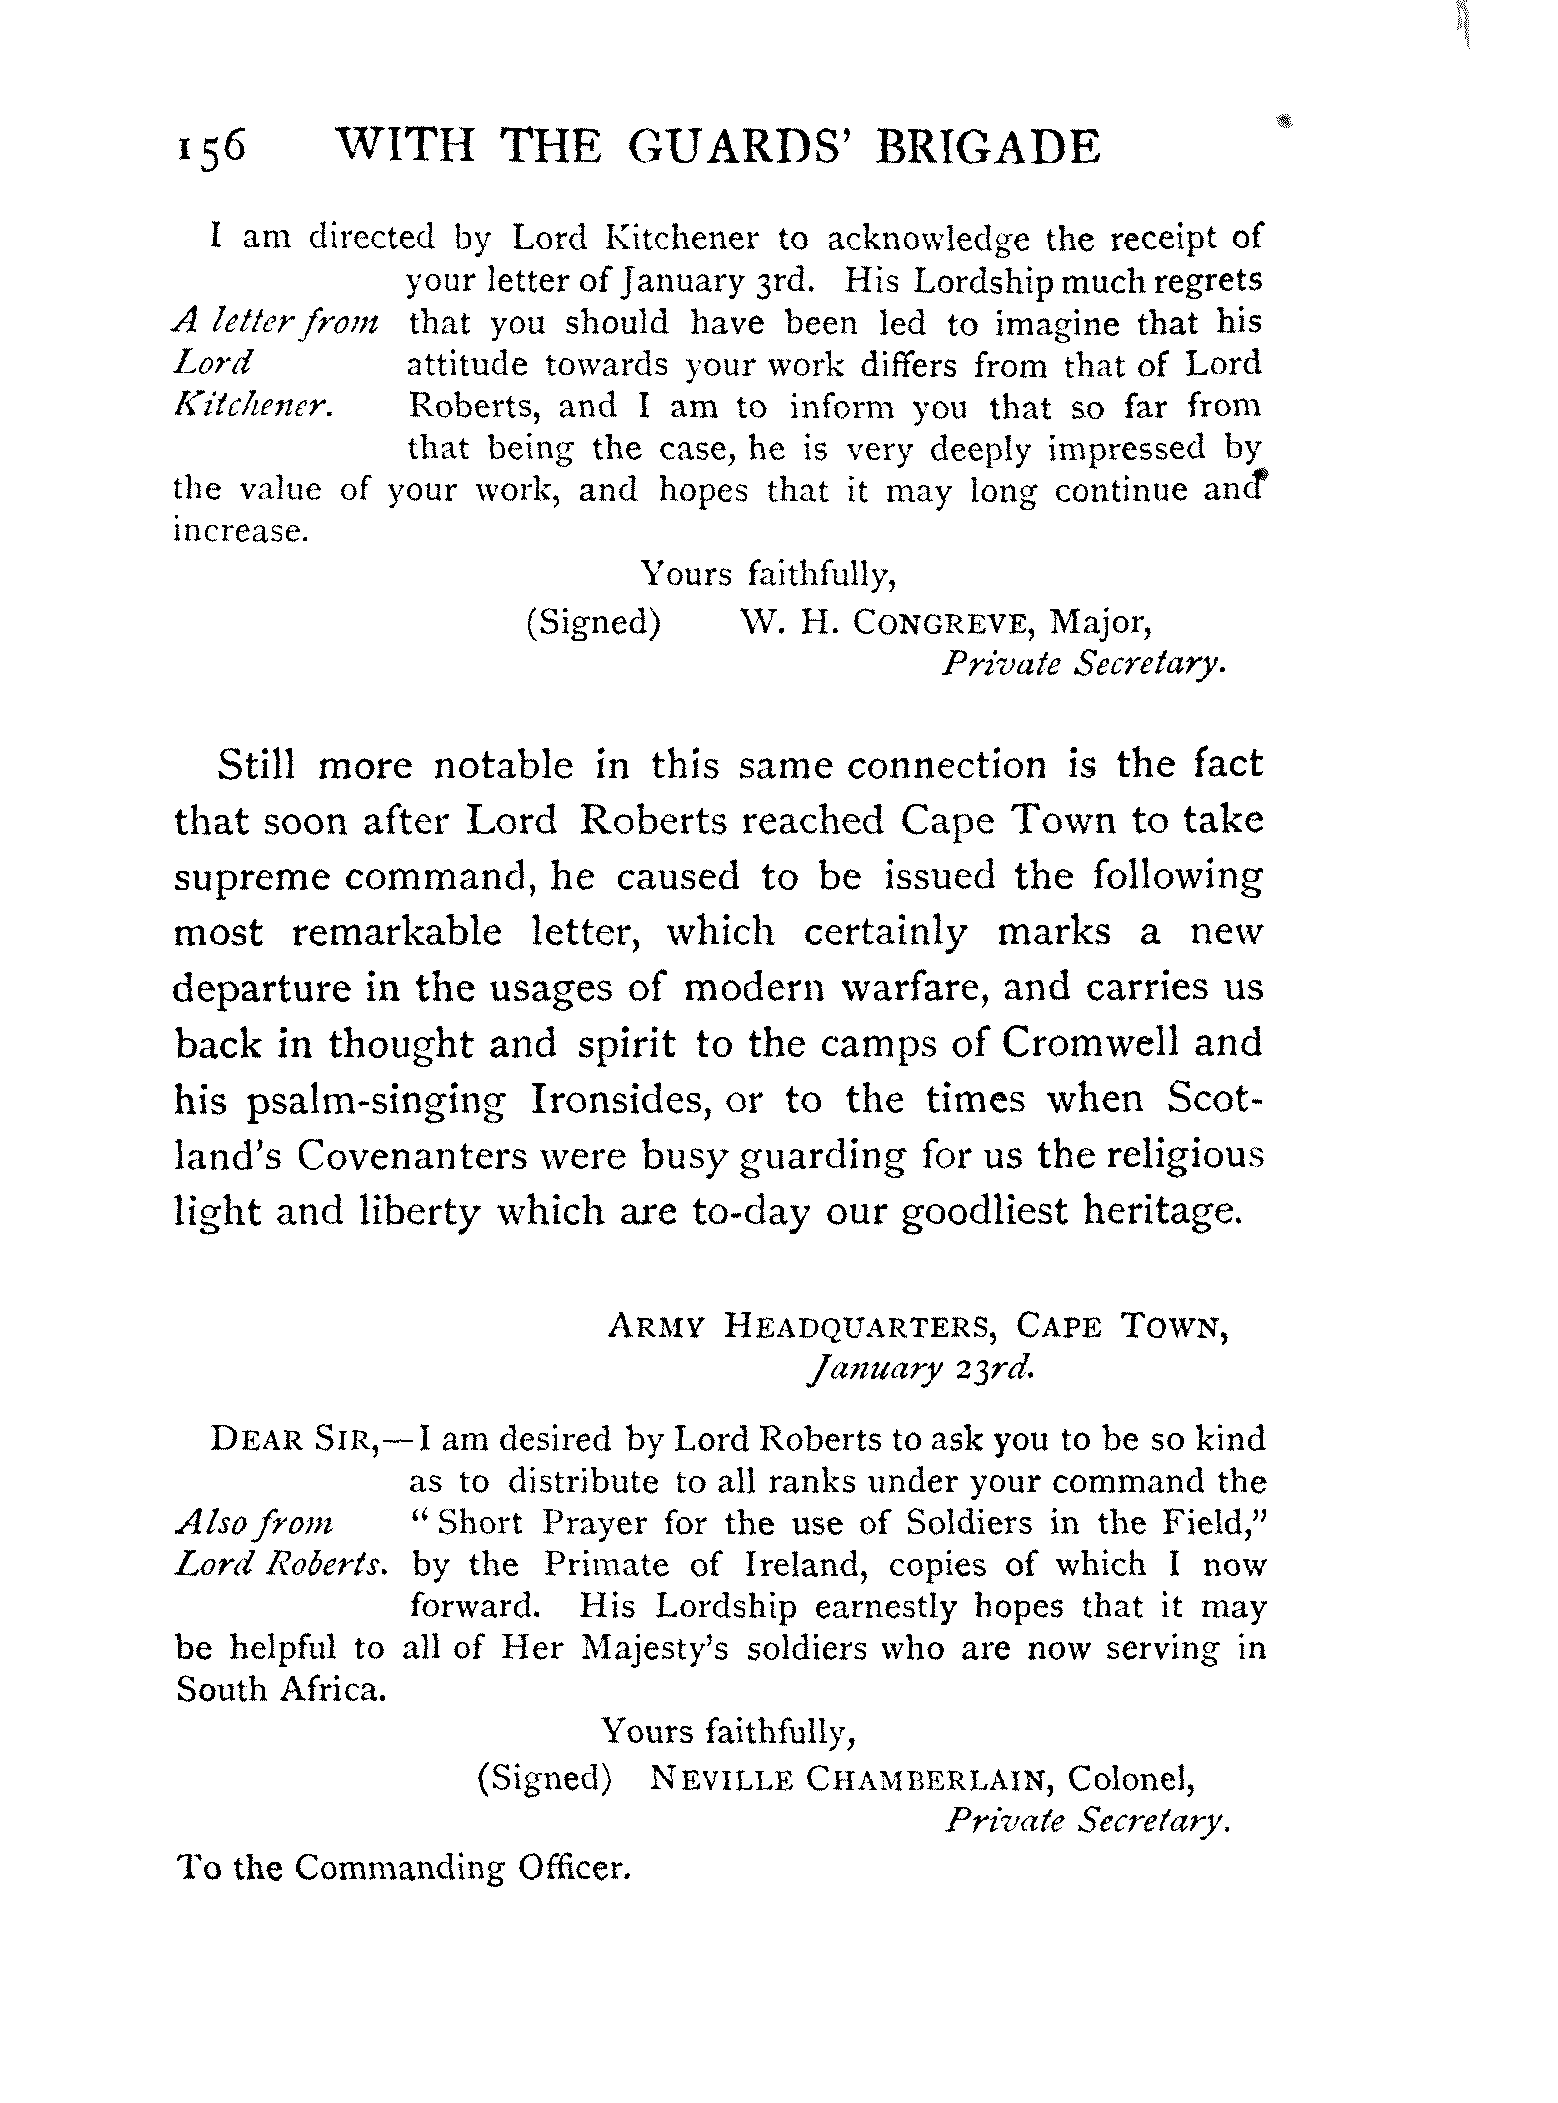 156 WITH THE GUARDS' BRIGADE
I am directed by Lord Kitchener to acknowledge the receipt of
your letter of January 3rd. His Lordship much regrets
A letter from that you should have been led to imagine that his
Lord attitude towards your work differs from that of Lord
Kitchener. Roberts, and I am to inform you that so far from
that being the case, he is very deeply impressed by
the value of your work, and hopes that it may long continue and
increase.
Yours faithfully,
(Signed) W. H. CONGREVE, Major,
Private Secretary.
Still more notable in this same connection is the fact
that soon after Lord Roberts reached Cape Town to take
supreme command, he caused to be issued the following
most remarkable letter, which certainly marks a new
departure in the usages of modern warfare, and carries us
back in thought and spirit to the camps of Cromwell and
his psalm-singing Ironsides, or to the times when Scot-
land's Covenanters were busy guarding for us the religious
light and liberty which are to-day our goodliest heritage.
ARMY HEADQUARTERS, CAPE TOWN,
January 23rd.
DEAR SIR,—I am desired by Lord Roberts to ask you to be so kind
as to distribute to all ranks under your command the
Also from "Short Prayer for the use of Soldiers in the Field,"
Lord Roberts. by the Primate of Ireland, copies of which I now
forward. His Lordship earnestly hopes that it may
be helpful to all of Her Majesty's soldiers who are now serving in
South Africa.
Yours faithfully,
(Signed) NEVILLE CHAMBERLAIN, Colonel,
Private Secretary.
To the Commanding Officer.